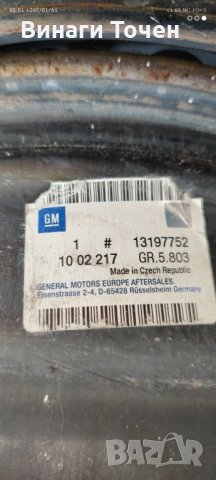 Винаги Точен
GM
1 # 13197752
10 02 217 GR.5.803
Made in Czech Republic
GENERAL MOTORS EUROPE AFTERSALES,
Eisenstrasse 2-4, D-65428 Rüsselsheim Germany
BAZAR